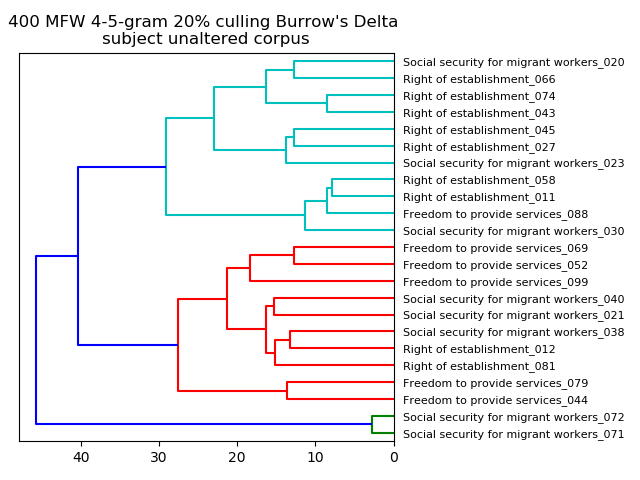 400 MFW 4-5-gram 20% culling Burrow's Delta
subject unaltered corpus
Social security for migrant workers_020
Right of establishment_066
Right of establishment_074
Right of establishment_043
Right of establishment_045
Right of establishment_027
Social security for migrant workers_023
Right of establishment_058
Right of establishment_011
Freedom to provide services_088
Social security for migrant workers_030
Freedom to provide services_069
Freedom to provide services_052
Freedom to provide services_099
Social security for migrant workers_040
Social security for migrant workers_021
Social security for migrant workers_038
Right of establishment_012
Right of establishment_081
Freedom to provide services_079
Freedom to provide services_044
Social security for migrant workers_072
Social security for migrant workers_071
40 30 20 10 0